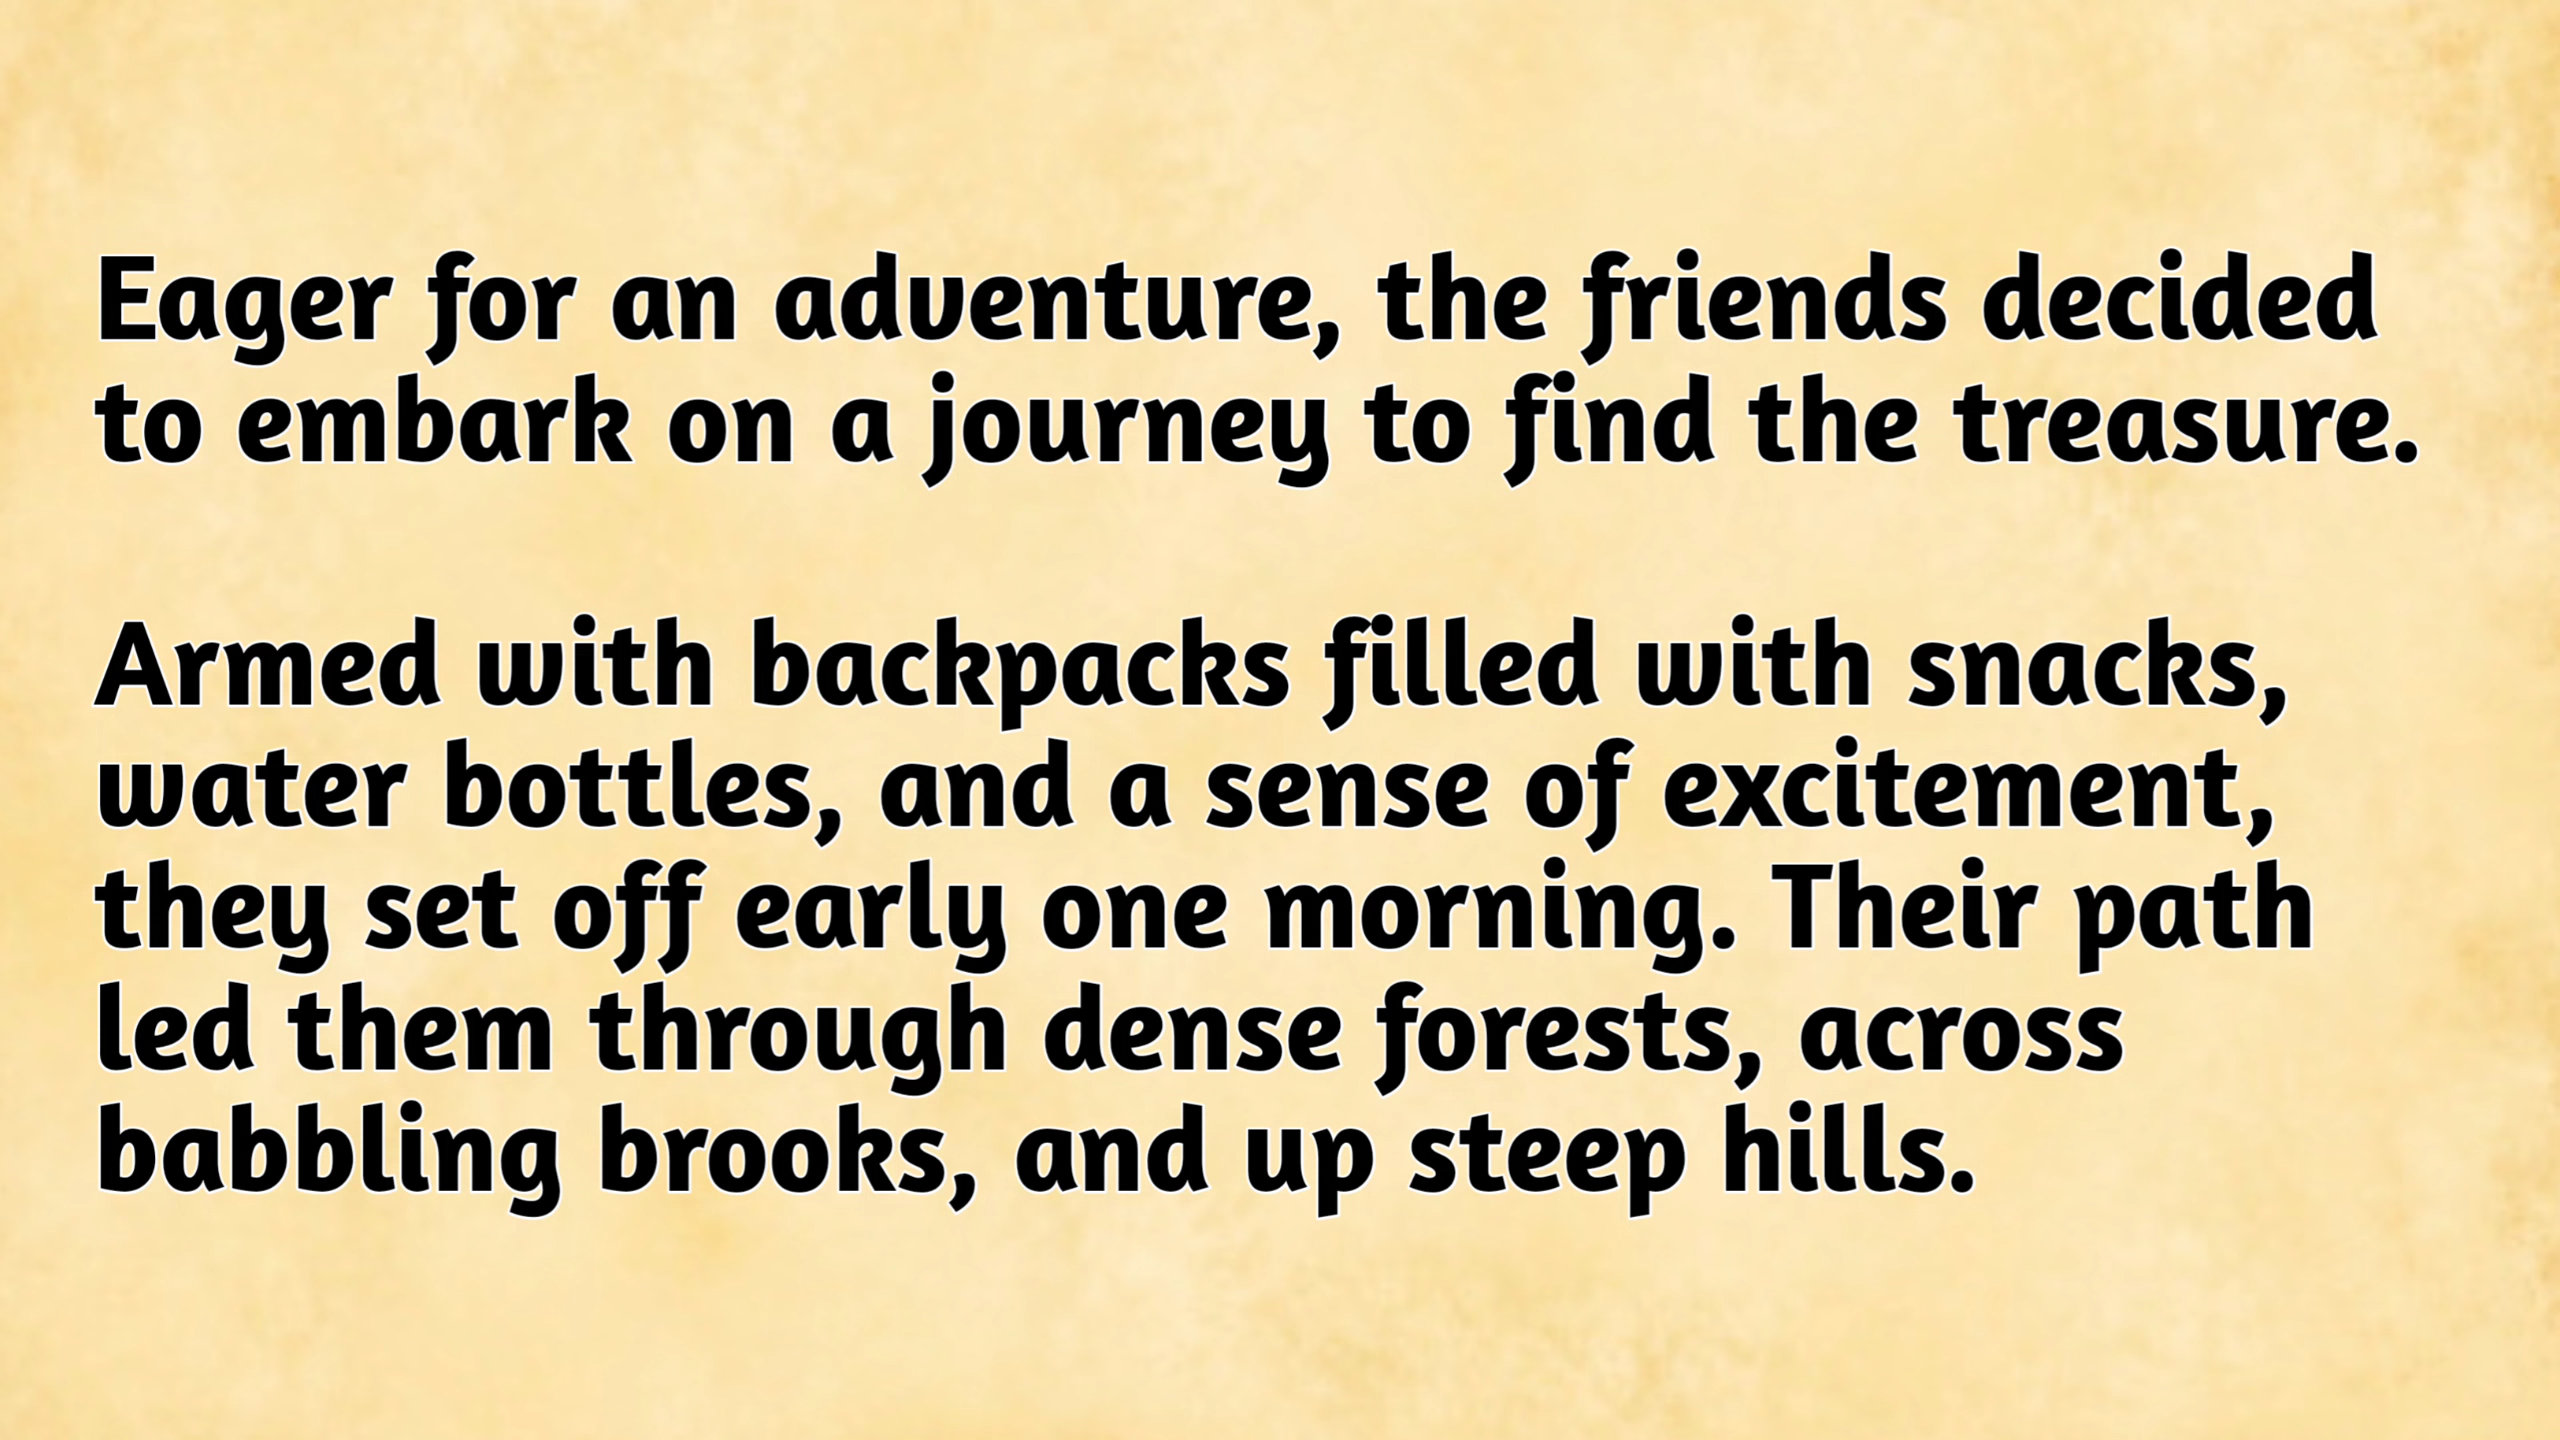 Eager for an adventure, the friends decided
to embark on a journey to find the treasure.
Armed with backpacks filled with snacks,
water bottles, and a sense of excitement,
they set off early one morning. Their path
led them through dense forests, across
babbling brooks, and up steep hills.